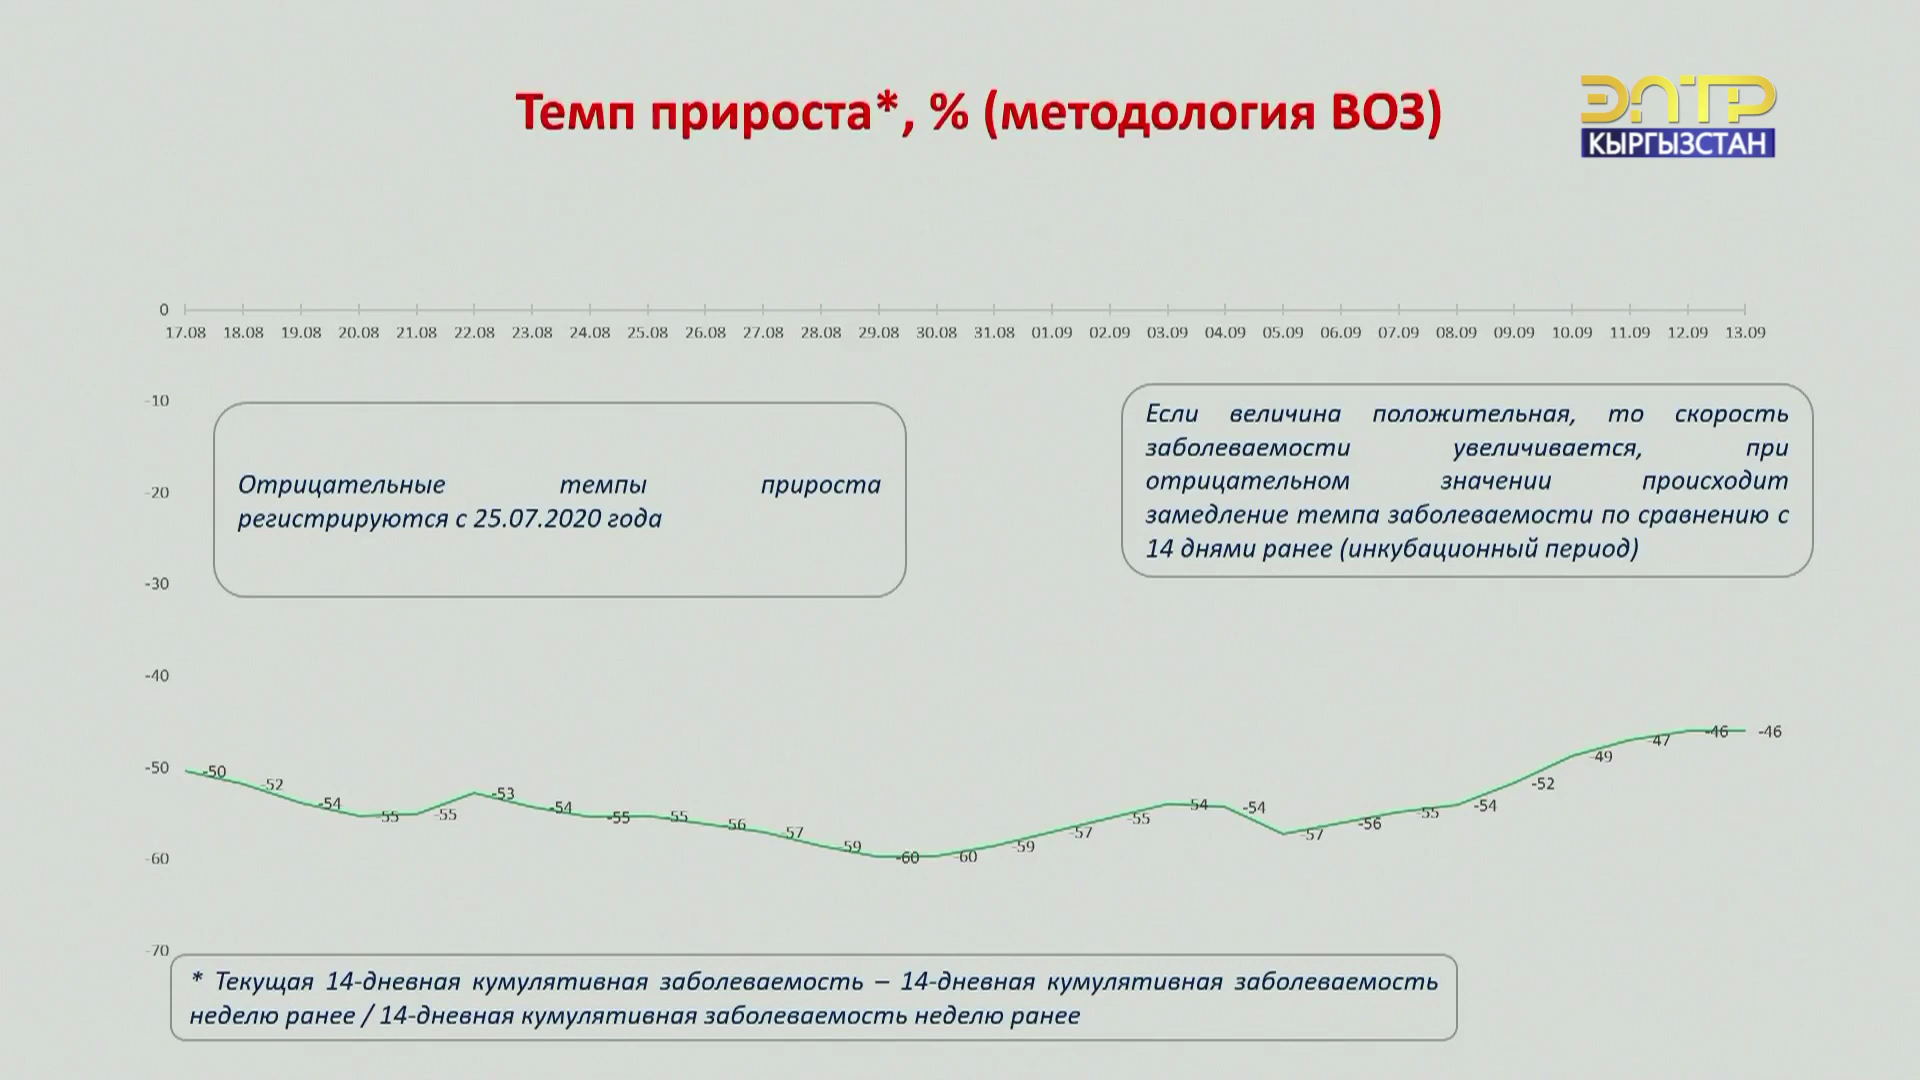 Темп прироста*, % (методология ВОЗ)
ЭЛТР
КЫРГЫЗСТАН
0
17.08 18.08 19.08 20.08 21.08 22.08 23.08 24.08 25.08 26.08 27.08 28.08 29.08 30.08 31.08 01.09 02.09 03.09 04.09 05.09 06.09 07.09 08.09 09.09 10.09 11.09 12.09 13.09
-10
Отрицательные темпы прироста
регистрируются с 25.07.2020 года
Если величина положительная, то скорость
заболеваемости увеличивается, при
отрицательном значении происходит
замедление темпа заболеваемости по сравнению с
14 днями ранее (инкубационный период)
-20
-30
-40
-50
-60
-70
-50 -52 -54 -55 -55 -53 -54 -55 -55 -56 -57 -59 -60 -60 -59 -57 -55 -54 -54 -57 -56 -55 -54 -52 -49 -47 -46 -46
* Текущая 14-дневная кумулятивная заболеваемость – 14-дневная кумулятивная заболеваемость
неделю ранее / 14-дневная кумулятивная заболеваемость неделю ранее